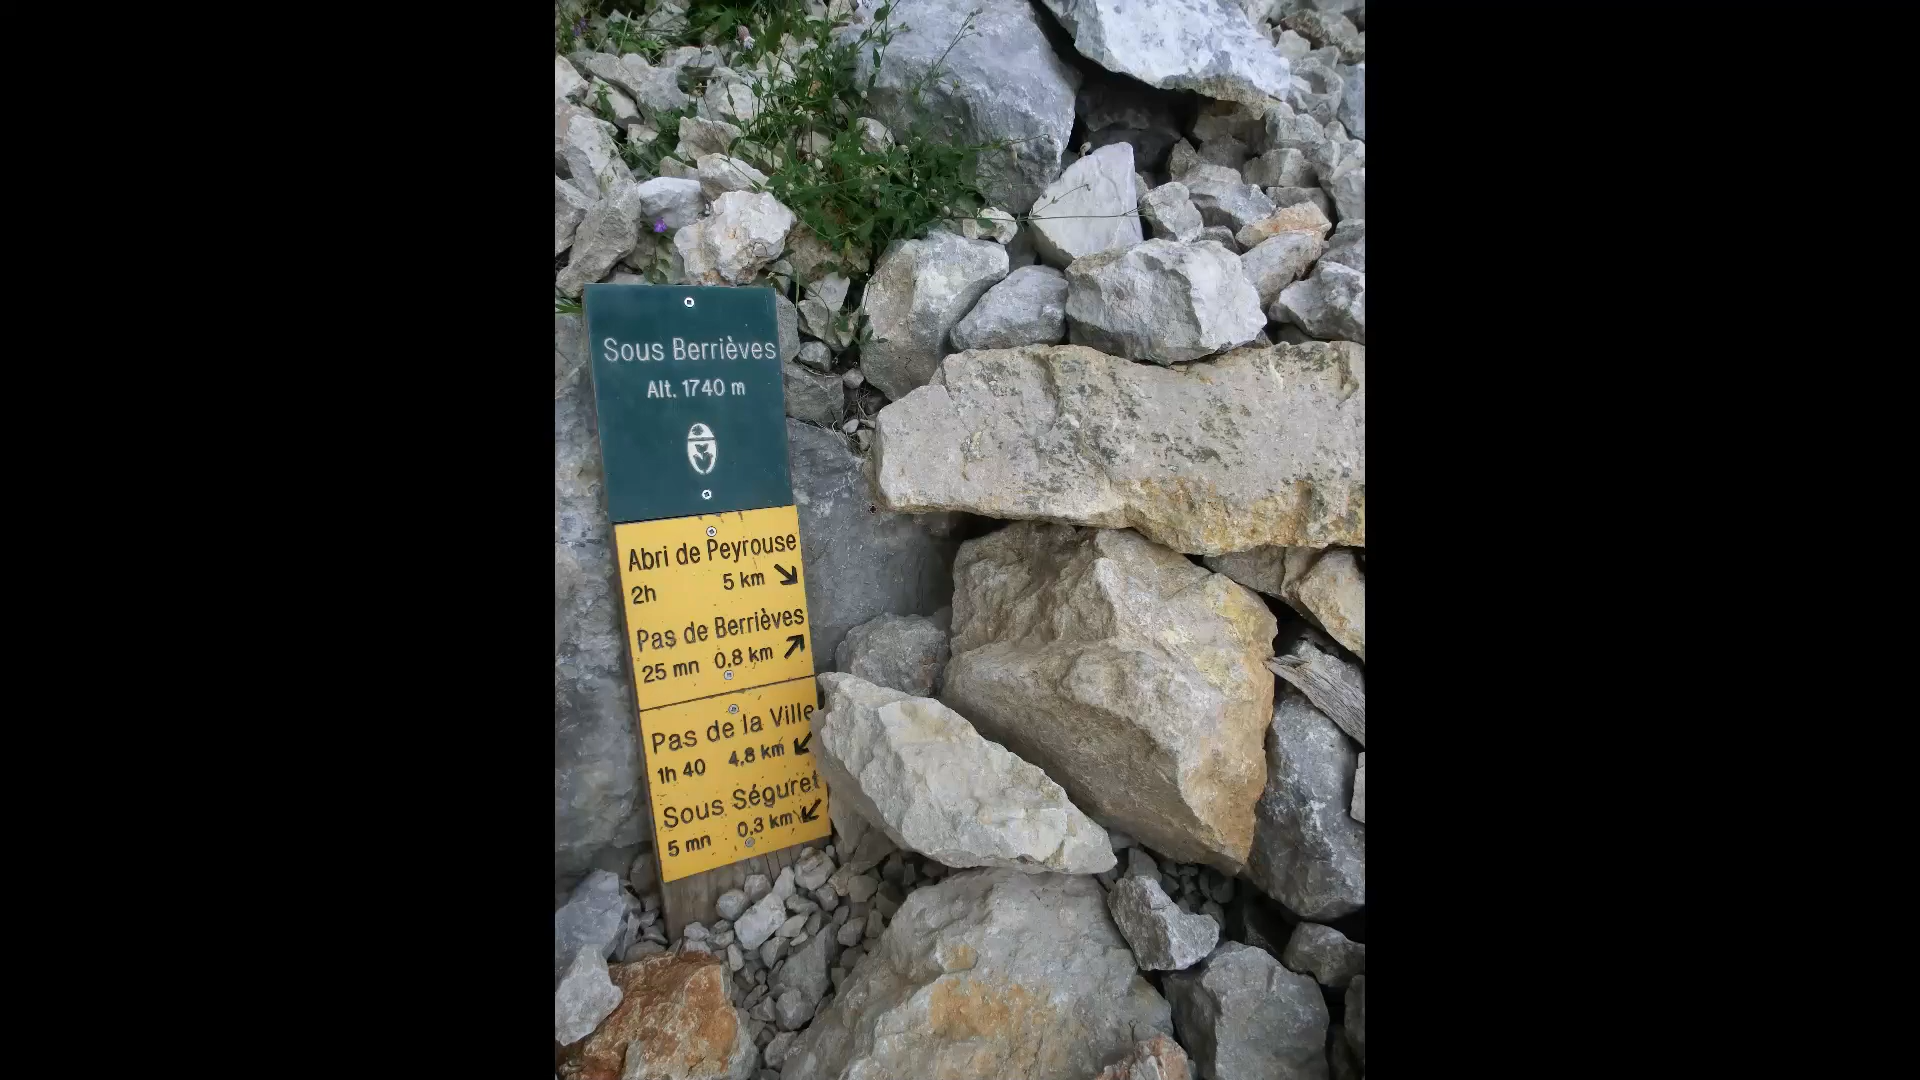 Sous Berrièves
Alt. 1740 m
Abri de Peyrouse
2h 5 km
Pas de Berrièves
25 mn 0.8 km
Pas de la Ville
1h 40 4.8 km
Sous Séguret
5 mn 0.3 km